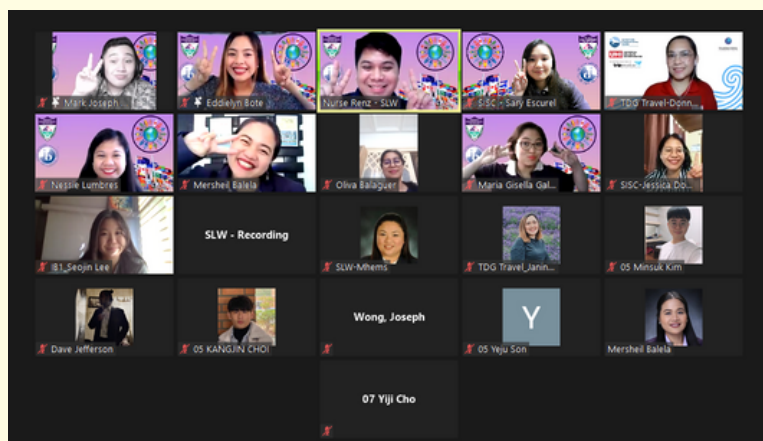 Mark Joseph ...
Eddielyn Bote
Nurse Renz - SLW
SISC - Sary Escurel
TDG Travel-Donn...
Nessie Lumbres
Mersheil Balela
Oliva Balaguer
Maria Gisella Gal...
SISC-Jessica Do...
IB1_Seojin Lee
SLW - Recording
SLW-Mhems
TDG Travel_Janin...
05 Minsuk Kim
Dave Jefferson
05 KANGJIN CHOI
Wong, Joseph
Y
05 Yeju Son
Mersheil Balela
07 Yiji Cho